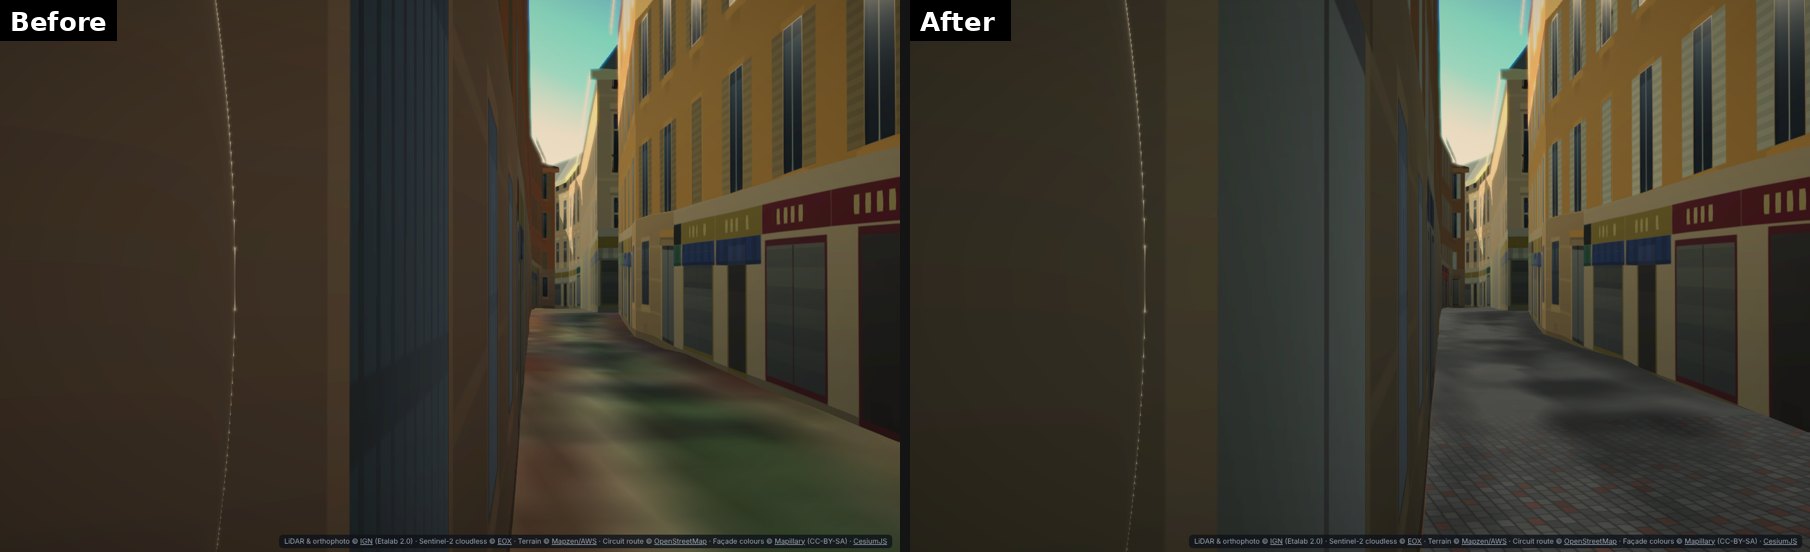 Before
After
LiDAR & orthophoto © IGN (Etalab 2.0) · Sentinel-2 cloudless © EOX · Terrain © Mapzen/AWS · Circuit route © OpenStreetMap · Façade colours © Mapillary (CC-BY-SA) · CesiumJS
LiDAR & orthophoto © IGN (Etalab 2.0) · Sentinel-2 cloudless © EOX · Terrain © Mapzen/AWS · Circuit route © OpenStreetMap · Façade colours © Mapillary (CC-BY-SA) · CesiumJS